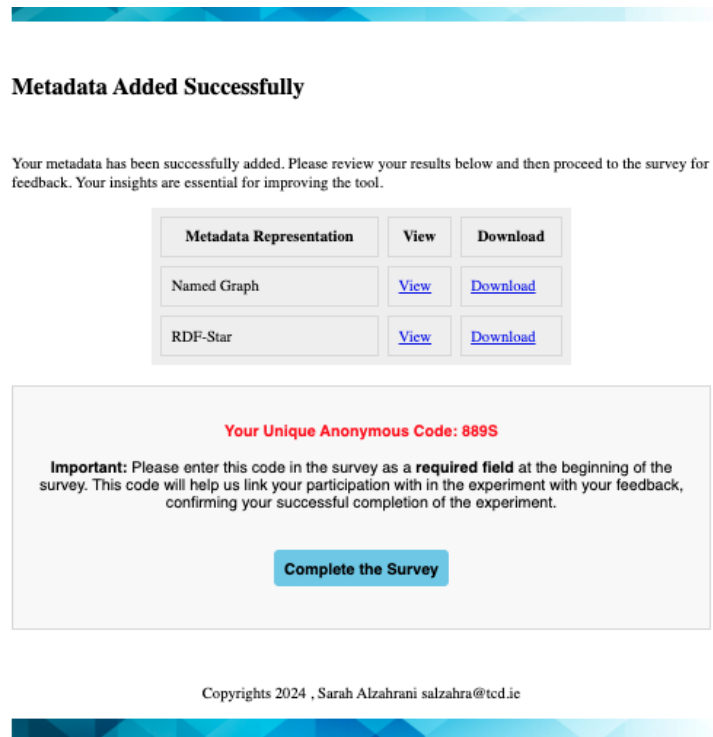 Metadata Added Successfully
Your metadata has been successfully added. Please review your results below and then proceed to the survey for
feedback. Your insights are essential for improving the tool.
Metadata Representation View Download
Named Graph View Download
RDF-Star View Download
Your Unique Anonymous Code: 889S
Important: Please enter this code in the survey as a required field at the beginning of the
survey. This code will help us link your participation with in the experiment with your feedback,
confirming your successful completion of the experiment.
Complete the Survey
Copyrights 2024 , Sarah Alzahrani salzahra@tcd.ie